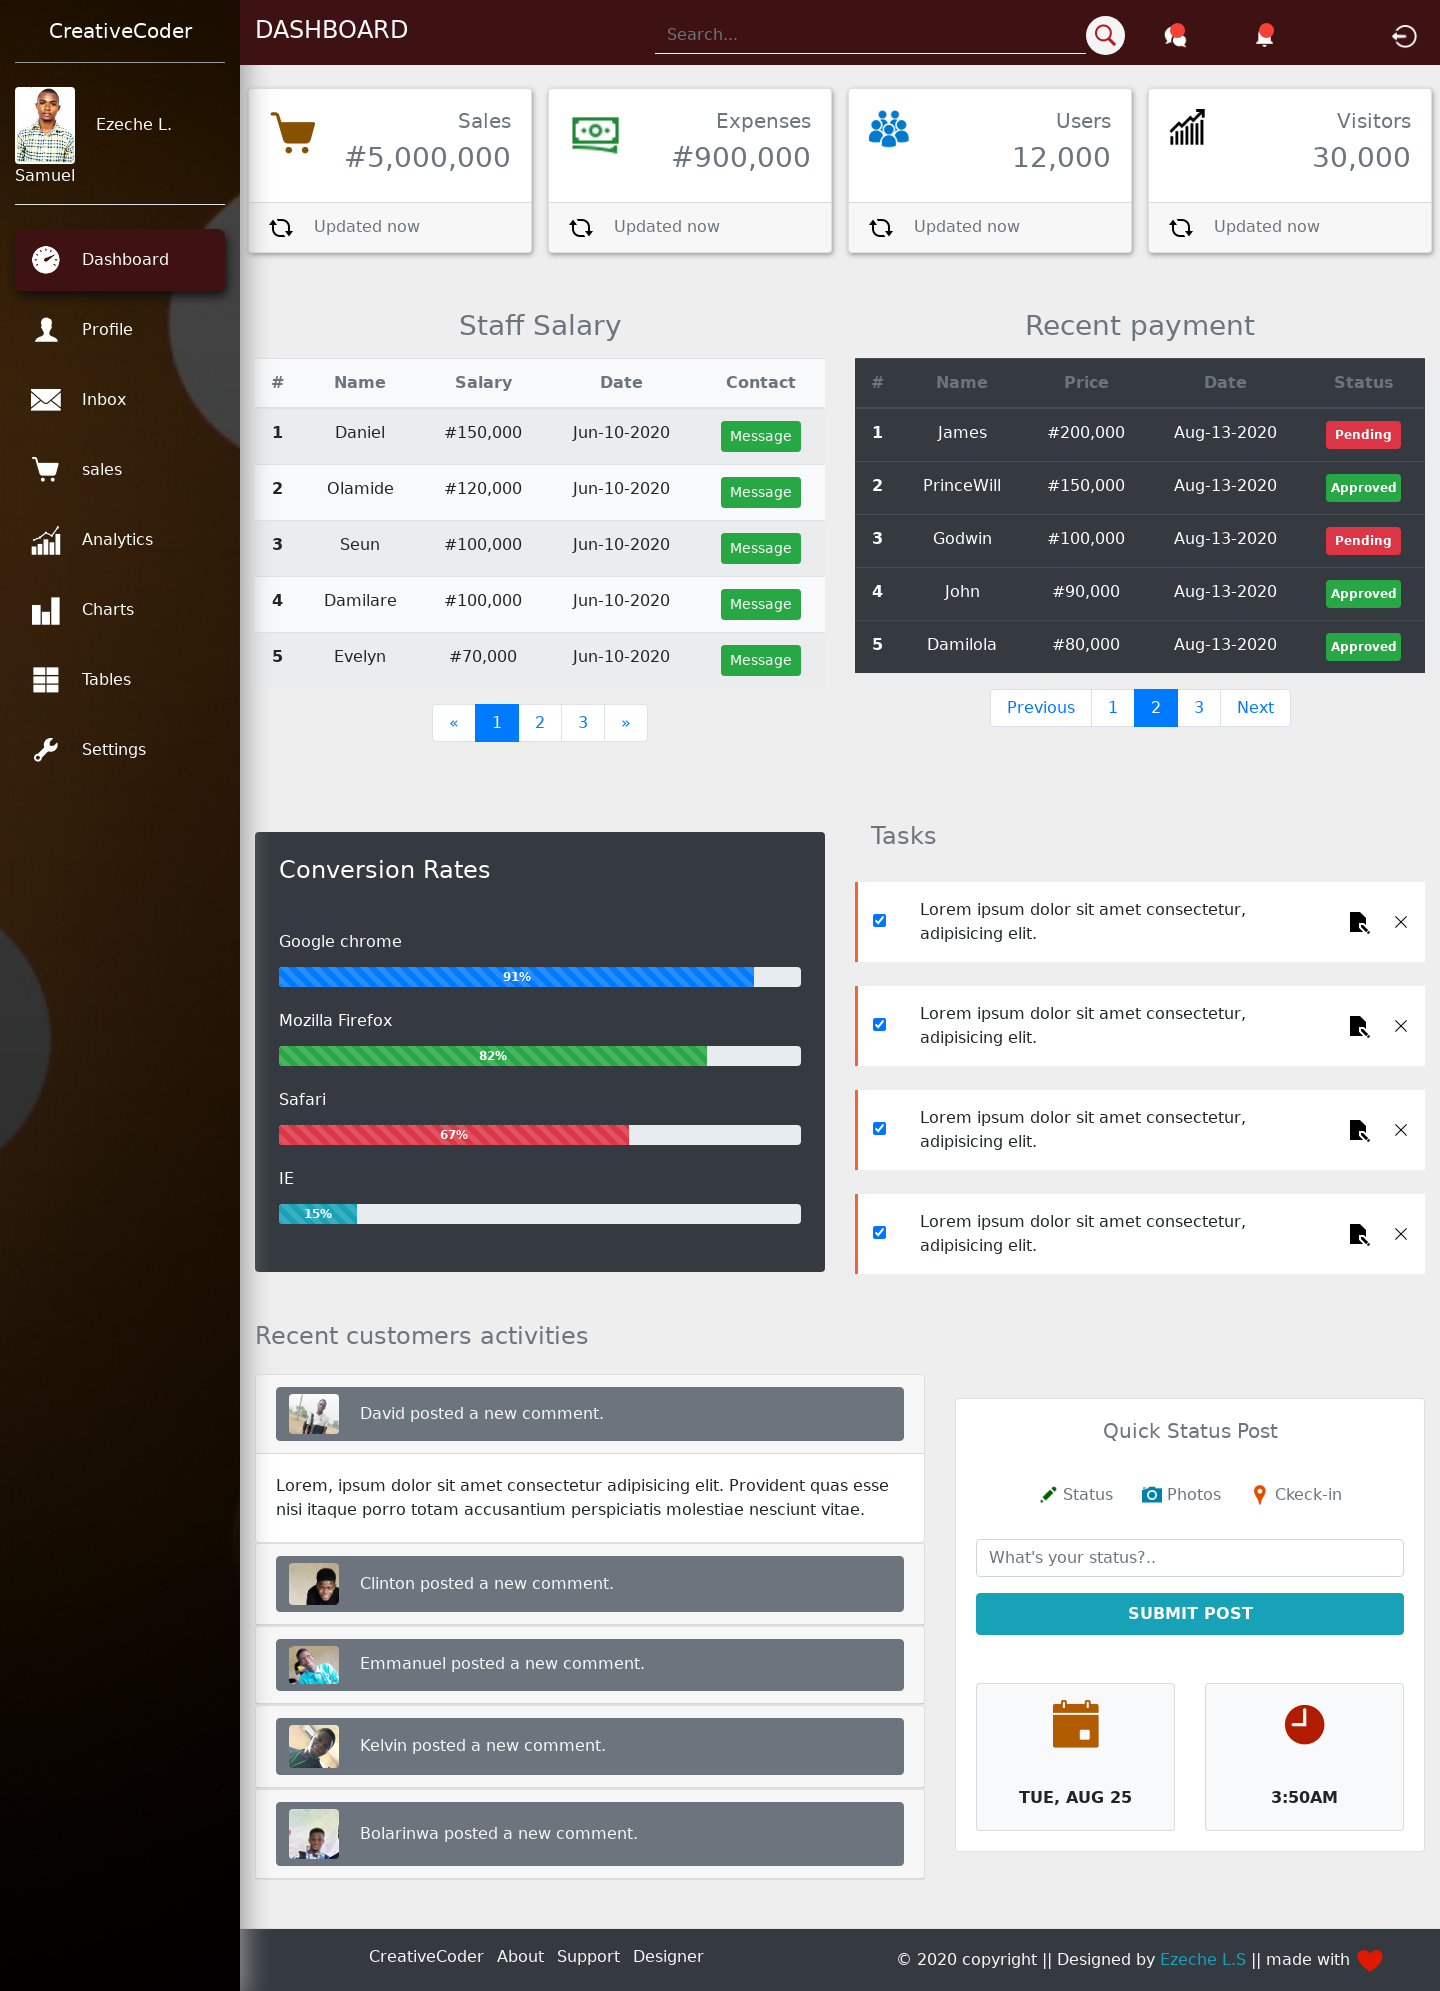 CreativeCoder
Ezeche L.
Samuel
Dashboard
Profile
Inbox
sales
Analytics
Charts
Tables
Settings
DASHBOARD
Search...
Sales
#5,000,000
Updated now
Expenses
#900,000
Updated now
Users
12,000
Updated now
Visitors
30,000
Updated now
Staff Salary
# Name Salary Date Contact
1 Daniel #150,000 Jun-10-2020 Message
2 Olamide #120,000 Jun-10-2020 Message
3 Seun #100,000 Jun-10-2020 Message
4 Damilare #100,000 Jun-10-2020 Message
5 Evelyn #70,000 Jun-10-2020 Message
« 1 2 3 »
Recent payment
# Name Price Date Status
1 James #200,000 Aug-13-2020 Pending
2 PrinceWill #150,000 Aug-13-2020 Approved
3 Godwin #100,000 Aug-13-2020 Pending
4 John #90,000 Aug-13-2020 Approved
5 Damilola #80,000 Aug-13-2020 Approved
Previous 1 2 3 Next
Conversion Rates
Google chrome
91%
Mozilla Firefox
82%
Safari
67%
IE
15%
Tasks
Lorem ipsum dolor sit amet consectetur,
adipisicing elit.
Lorem ipsum dolor sit amet consectetur,
adipisicing elit.
Lorem ipsum dolor sit amet consectetur,
adipisicing elit.
Lorem ipsum dolor sit amet consectetur,
adipisicing elit.
Recent customers activities
David posted a new comment.
Lorem, ipsum dolor sit amet consectetur adipisicing elit. Provident quas esse
nisi itaque porro totam accusantium perspiciatis molestiae nesciunt vitae.
Clinton posted a new comment.
Emmanuel posted a new comment.
Kelvin posted a new comment.
Bolarinwa posted a new comment.
Quick Status Post
Status Photos Ckeck-in
What's your status?..
SUBMIT POST
TUE, AUG 25
3:50AM
CreativeCoder About Support Designer
© 2020 copyright || Designed by Ezeche L.S || made with